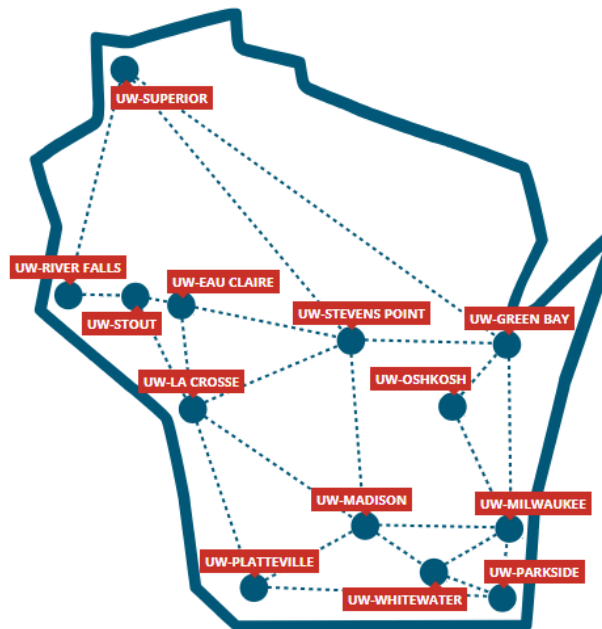 UW-SUPERIOR
UW-RIVER FALLS
UW-EAU CLAIRE
UW-STOUT
UW-STEVENS POINT
UW-GREEN BAY
UW-LA CROSSE
UW-OSHKOSH
UW-MADISON
UW-MILWAUKEE
UW-PLATTEVILLE
UW-PARKSIDE
UW-WHITEWATER